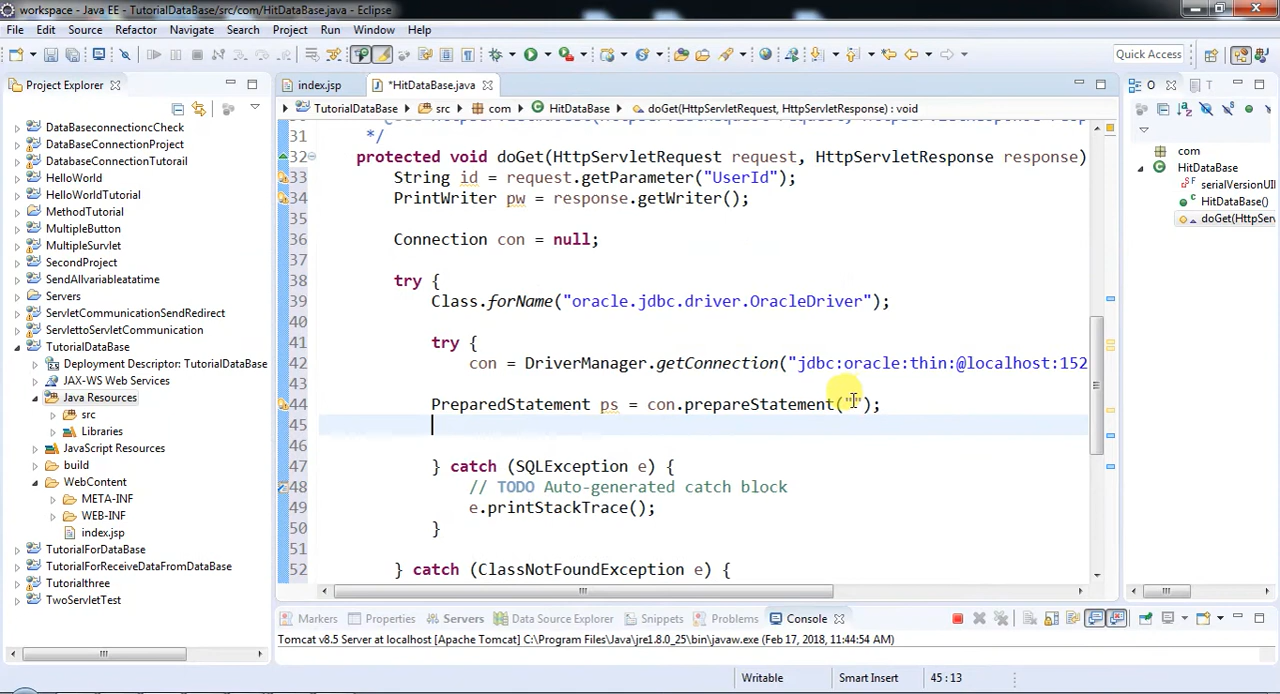 workspace - Java EE - TutorialDataBase/src/com/HitDataBase.java - Eclipse
File Edit Source Refactor Navigate Search Project Run Window Help
Quick Access
Project Explorer
index.jsp
*HitDataBase.java
O
T
TutorialDataBase
src
com
HitDataBase
doGet(HttpServletRequest, HttpServletResponse) : void
DataBaseconnectioncCheck
DataBaseConnectionProject
DatabaseConnectionTutorail
HelloWorld
HelloWorldTutorial
MethodTutorial
MultipleButton
MultipleSurvlet
SecondProject
SendAllvariableatatime
Servers
ServletCommunicationSendRedirect
ServlettoServletCommunication
TutorialDataBase
Deployment Descriptor: TutorialDataBase
JAX-WS Web Services
Java Resources
src
Libraries
JavaScript Resources
build
WebContent
META-INF
WEB-INF
index.jsp
TutorialForDataBase
TutorialForReceiveDataFromDataBase
Tutorialthree
TwoServletTest
31 */
32 protected void doGet(HttpServletRequest request, HttpServletResponse response)
33 String id = request.getParameter("UserId");
34 PrintWriter pw = response.getWriter();
35
36 Connection con = null;
37
38 try {
39 Class.forName("oracle.jdbc.driver.OracleDriver");
40
41 try {
42 con = DriverManager.getConnection("jdbc:oracle:thin:@localhost:152
43
44 PreparedStatement ps = con.prepareStatement("");
45
46
47 } catch (SQLException e) {
48 // TODO Auto-generated catch block
49 e.printStackTrace();
50 }
51
52 } catch (ClassNotFoundException e) {
com
HitDataBase
serialVersionUI
HitDataBase()
doGet(HttpSer
Markers Properties Servers Data Source Explorer Snippets Problems Console
Tomcat v8.5 Server at localhost [Apache Tomcat] C:\Program Files\Java\jre1.8.0_25\bin\javaw.exe (Feb 17, 2018, 11:44:54 AM)
Writable
Smart Insert
45 : 13